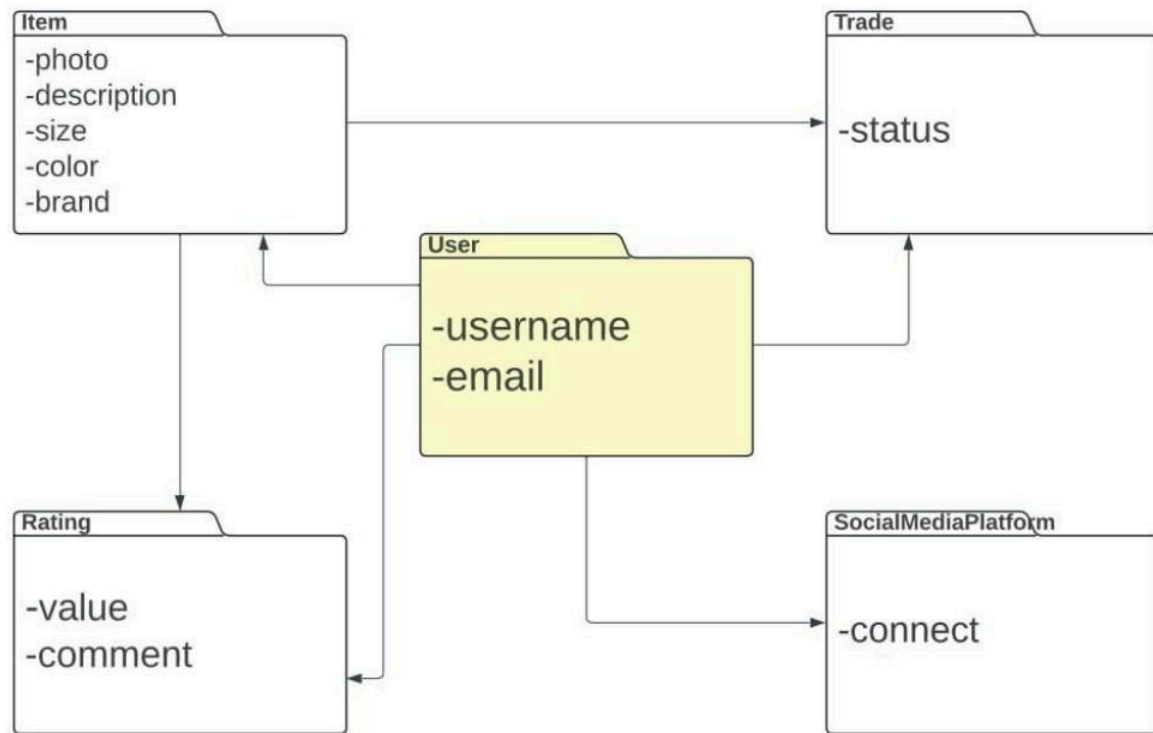 Item
-photo
-description
-size
-color
-brand
Trade
-status
User
-username
-email
Rating
-value
-comment
SocialMediaPlatform
-connect